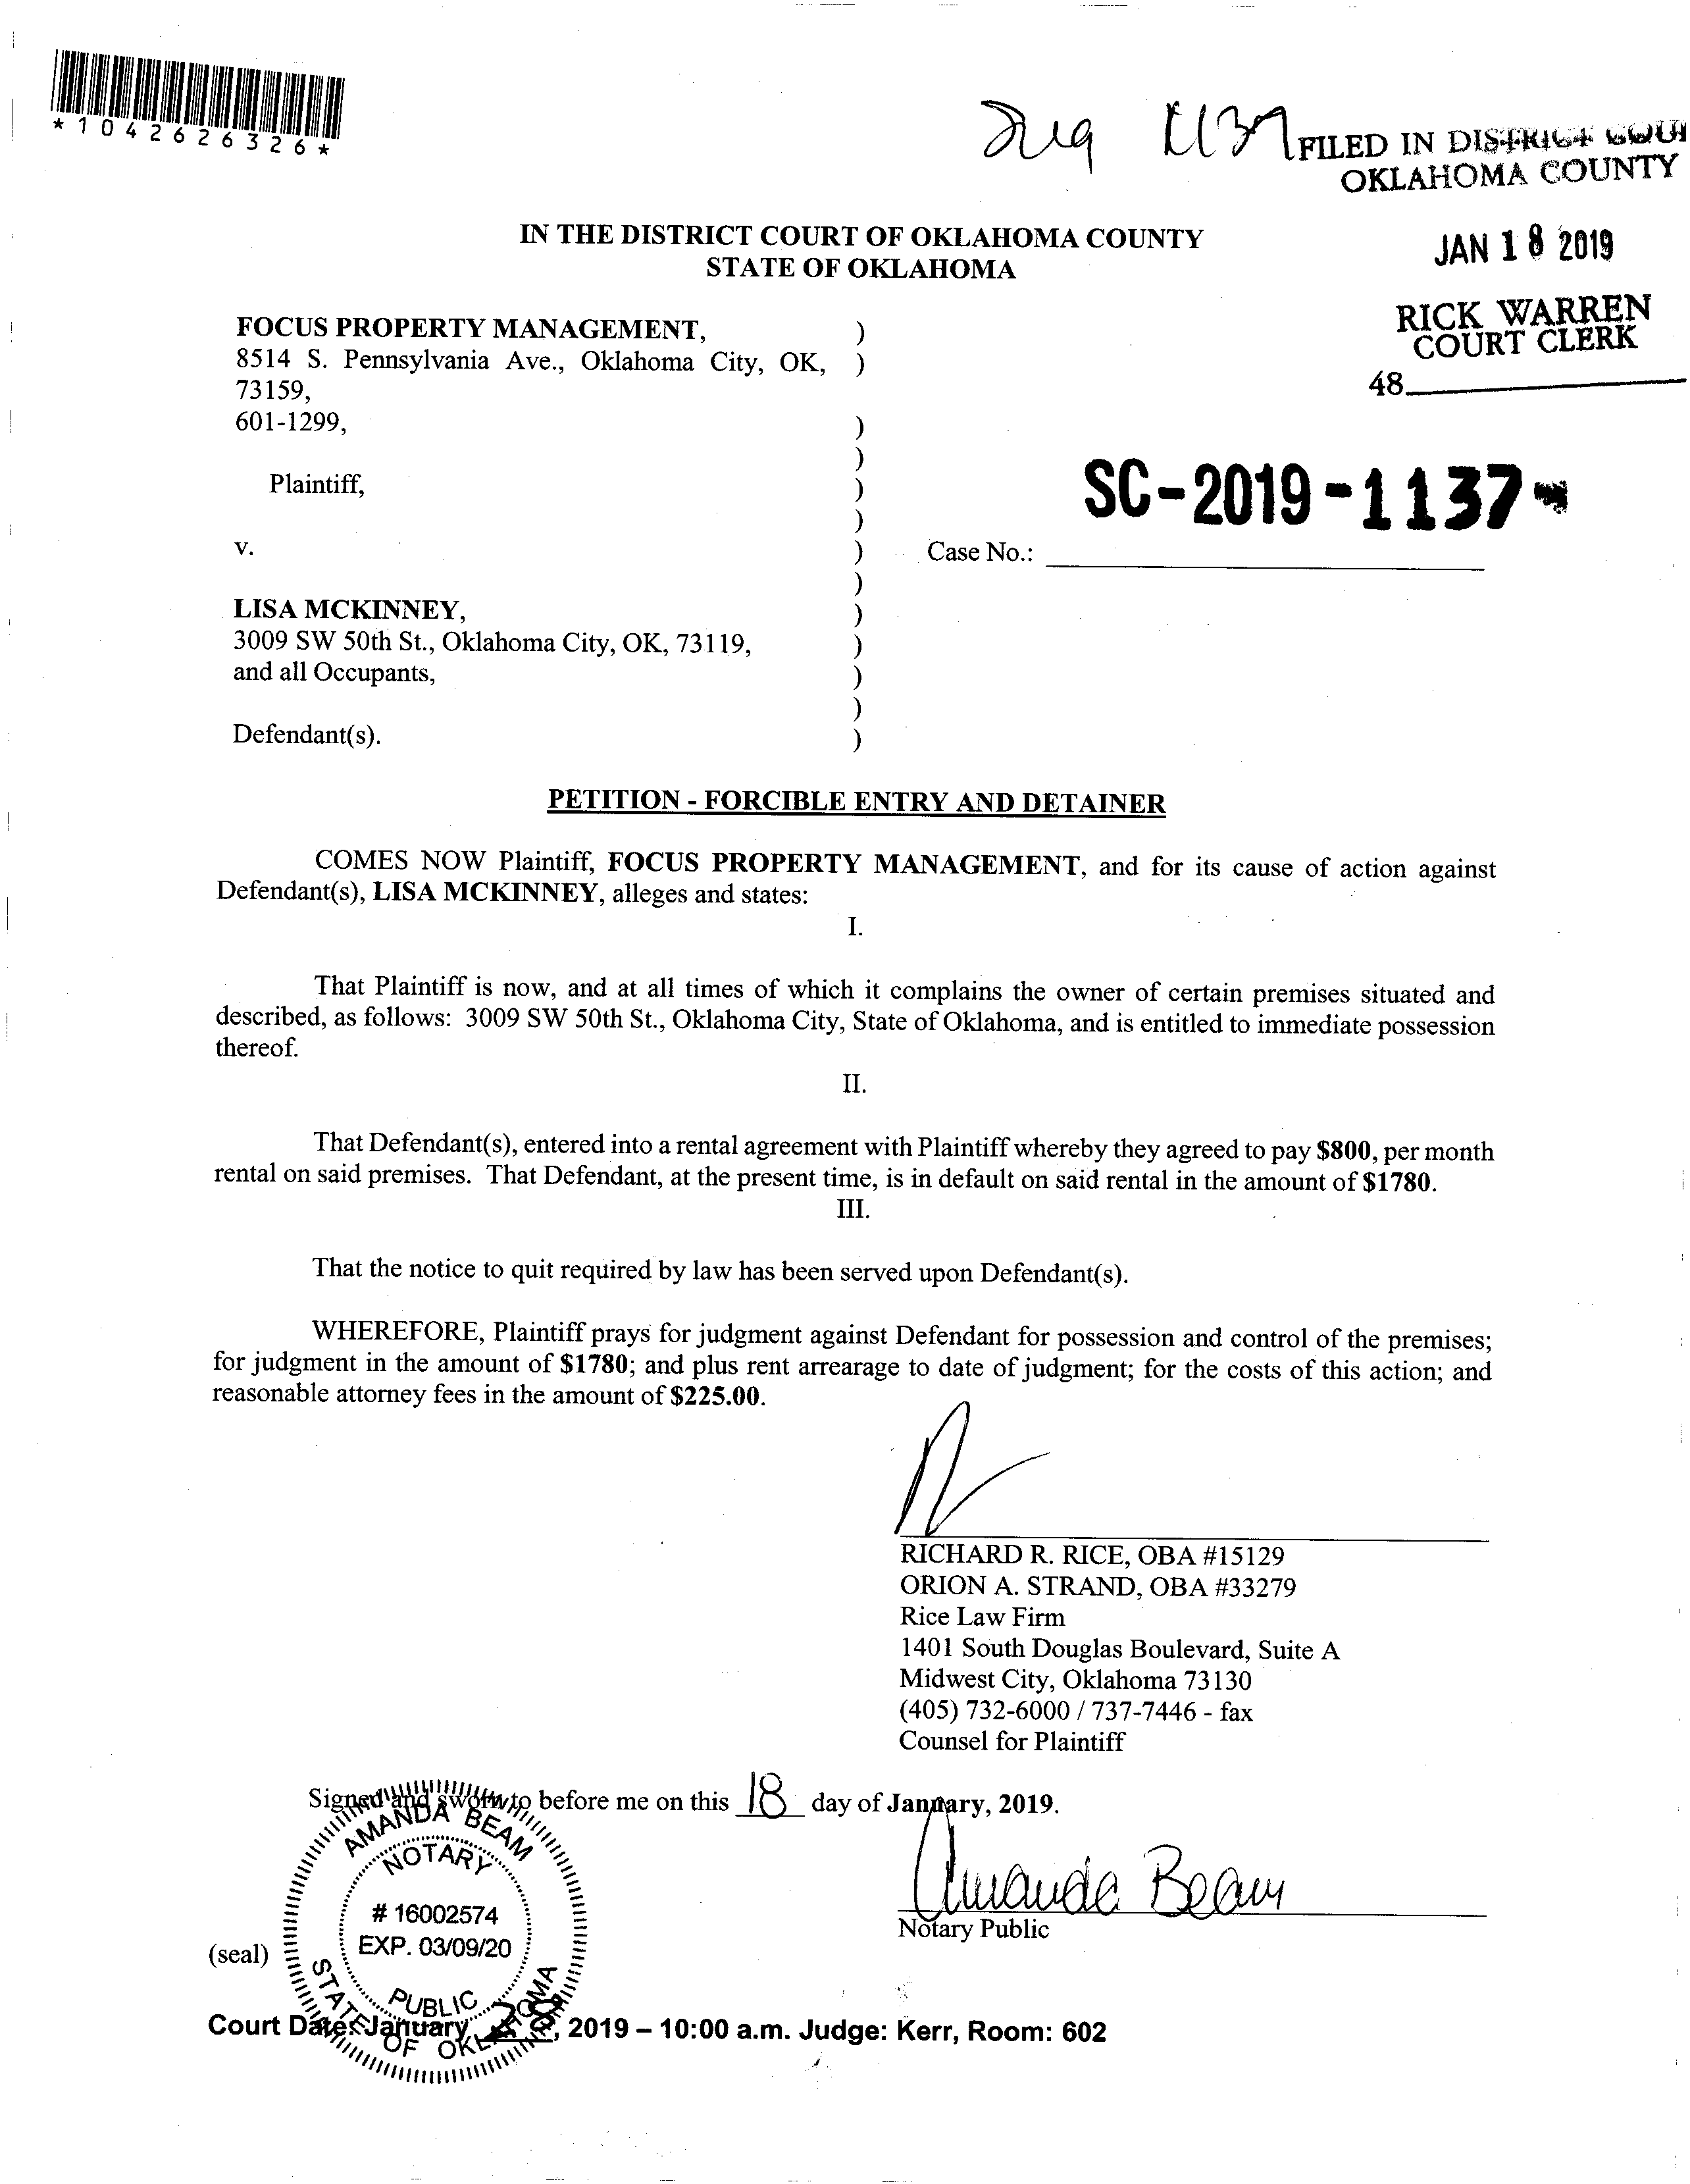 *1042626326*
FILED IN DISTRICT COU
OKLAHOMA COUNTY
JAN 18 2019
RICK WARREN
COURT CLERK
48
IN THE DISTRICT COURT OF OKLAHOMA COUNTY
STATE OF OKLAHOMA
FOCUS PROPERTY MANAGEMENT, )
8514 S. Pennsylvania Ave., Oklahoma City, OK, )
73159,
601-1299, )
)
Plaintiff, )
)
v. )
)
LISA MCKINNEY, )
3009 SW 50th St., Oklahoma City, OK, 73119, )
and all Occupants, )
)
Defendant(s). )
SC-2019-1137
Case No.:
PETITION - FORCIBLE ENTRY AND DETAINER
COMES NOW Plaintiff, FOCUS PROPERTY MANAGEMENT, and for its cause of action against
Defendant(s), LISA MCKINNEY, alleges and states:
I.
That Plaintiff is now, and at all times of which it complains the owner of certain premises situated and
described, as follows: 3009 SW 50th St., Oklahoma City, State of Oklahoma, and is entitled to immediate possession
thereof.
II.
That Defendant(s), entered into a rental agreement with Plaintiff whereby they agreed to pay $800, per month
rental on said premises. That Defendant, at the present time, is in default on said rental in the amount of $1780.
III.
That the notice to quit required by law has been served upon Defendant(s).
WHEREFORE, Plaintiff prays for judgment against Defendant for possession and control of the premises;
for judgment in the amount of $1780; and plus rent arrearage to date of judgment; for the costs of this action; and
reasonable attorney fees in the amount of $225.00.
RICHARD R. RICE, OBA #15129
ORION A. STRAND, OBA #33279
Rice Law Firm
1401 South Douglas Boulevard, Suite A
Midwest City, Oklahoma 73130
(405) 732-6000 / 737-7446 - fax
Counsel for Plaintiff
Signed and sworn to before me on this 18 day of January, 2019.
Amanda Beam
Notary Public
(seal)
AMANDA BEAM
NOTARY
# 16002574
EXP. 03/09/20
PUBLIC
STATE OF OKLAHOMA
Court Date: January 28, 2019 – 10:00 a.m. Judge: Kerr, Room: 602